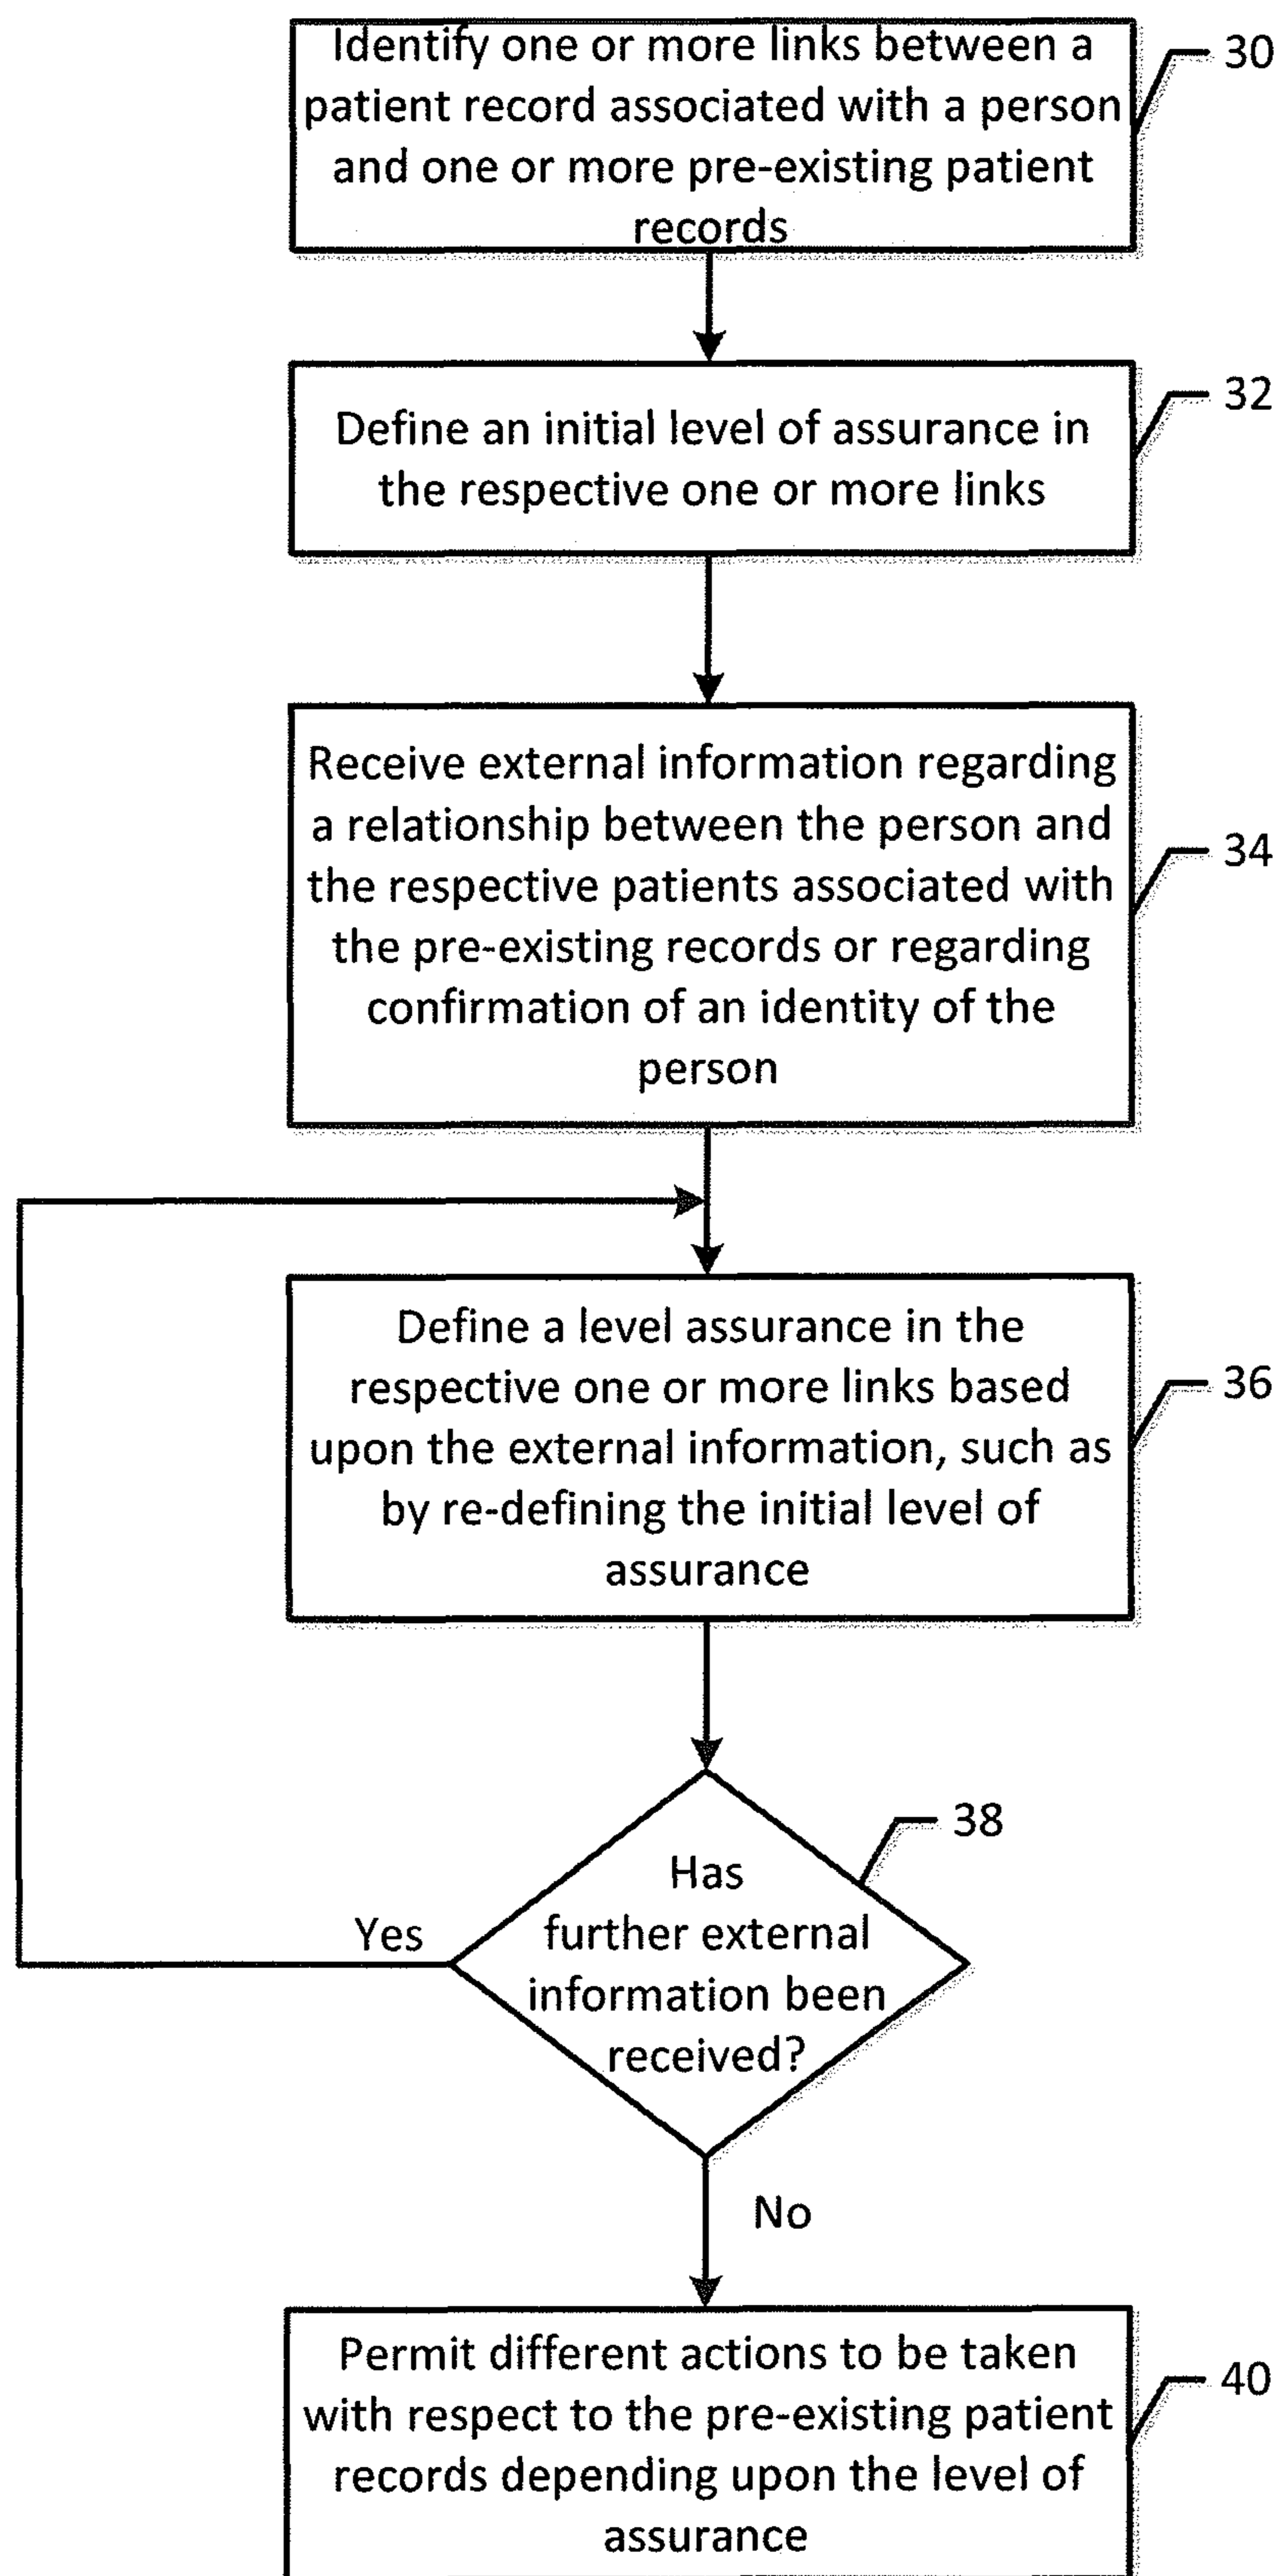 Identify one or more links between a
patient record associated with a person
and one or more pre-existing patient
records
30
Define an initial level of assurance in
the respective one or more links
32
Receive external information regarding
a relationship between the person and
the respective patients associated with
the pre-existing records or regarding
confirmation of an identity of the
person
34
Define a level assurance in the
respective one or more links based
upon the external information, such as
by re-defining the initial level of
assurance
36
Has
further external
information been
received?
38
Yes
No
Permit different actions to be taken
with respect to the pre-existing patient
records depending upon the level of
assurance
40